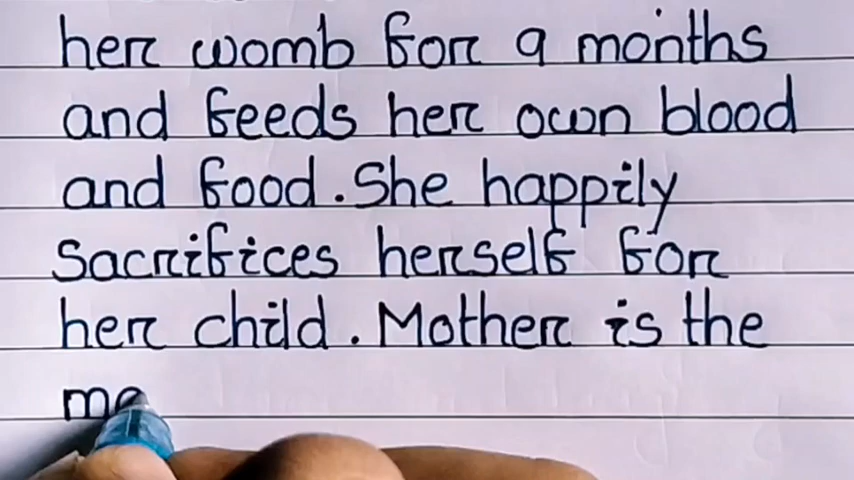 her womb for 9 months
and feeds her own blood
and food. She happily
Sacrifices herself for
her child. Mother is the